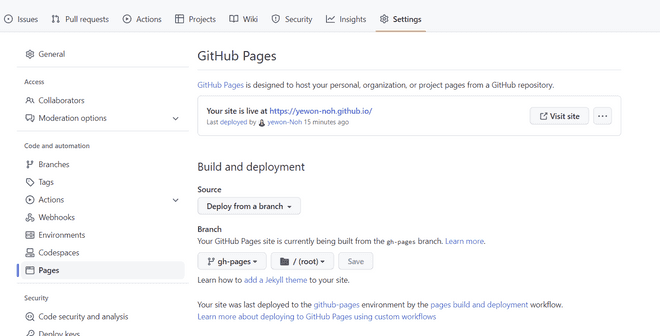 Issues Pull requests Actions Projects Wiki Security Insights Settings
General
Access
Collaborators
Moderation options
Code and automation
Branches
Tags
Actions
Webhooks
Environments
Codespaces
Pages
Security
Code security and analysis
Deploy keys
GitHub Pages
GitHub Pages is designed to host your personal, organization, or project pages from a GitHub repository.
Your site is live at https://yewon-noh.github.io/
Last deployed by yewon-Noh 15 minutes ago
Visit site
Build and deployment
Source
Deploy from a branch
Branch
Your GitHub Pages site is currently being built from the gh-pages branch. Learn more.
gh-pages / (root) Save
Learn how to add a Jekyll theme to your site.
Your site was last deployed to the github-pages environment by the pages build and deployment workflow.
Learn more about deploying to GitHub Pages using custom workflows